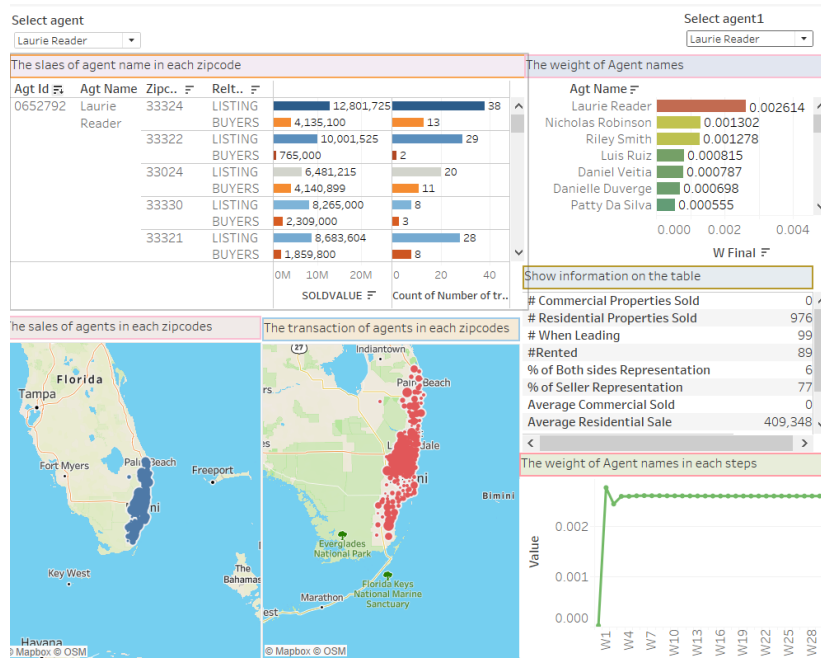 Select agent
Laurie Reader
Select agent1
Laurie Reader
The slaes of agent name in each zipcode
Agt Id Agt Name Zipc.. Relt..
0652792 Laurie Reader 33324 LISTING 12,801,725 38
BUYERS 4,135,100 13
33322 LISTING 10,001,525 29
BUYERS 765,000 2
33024 LISTING 6,481,215 20
BUYERS 4,140,899 11
33330 LISTING 8,265,000 8
BUYERS 2,309,000 3
33321 LISTING 8,683,604 28
BUYERS 1,859,800 8
0M 10M 20M 0 20 40
SOLDVALUE Count of Number of tr..
The weight of Agent names
Agt Name
Laurie Reader 0.002614
Nicholas Robinson 0.001302
Riley Smith 0.001278
Luis Ruiz 0.000815
Daniel Veitia 0.000787
Danielle Duverge 0.000698
Patty Da Silva 0.000555
0.000 0.002 0.004
W Final
Show information on the table
# Commercial Properties Sold 0
# Residential Properties Sold 976
# When Leading 99
#Rented 89
% of Both sides Representation 6
% of Seller Representation 77
Average Commercial Sold 0
Average Residential Sale 409,348
The sales of agents in each zipcodes
Florida
Tampa
Fort Myers
Palm Beach
Freeport
Key West
The Bahamas
Havana
© Mapbox © OSM
The transaction of agents in each zipcodes
27
Indiantown
Palm Beach
Bimini
Everglades National Park
Florida Keys National Marine Sanctuary
Marathon
© Mapbox © OSM
The weight of Agent names in each steps
Value
0.002
0.001
0.000
W1 W4 W7 W10 W13 W16 W19 W22 W25 W28